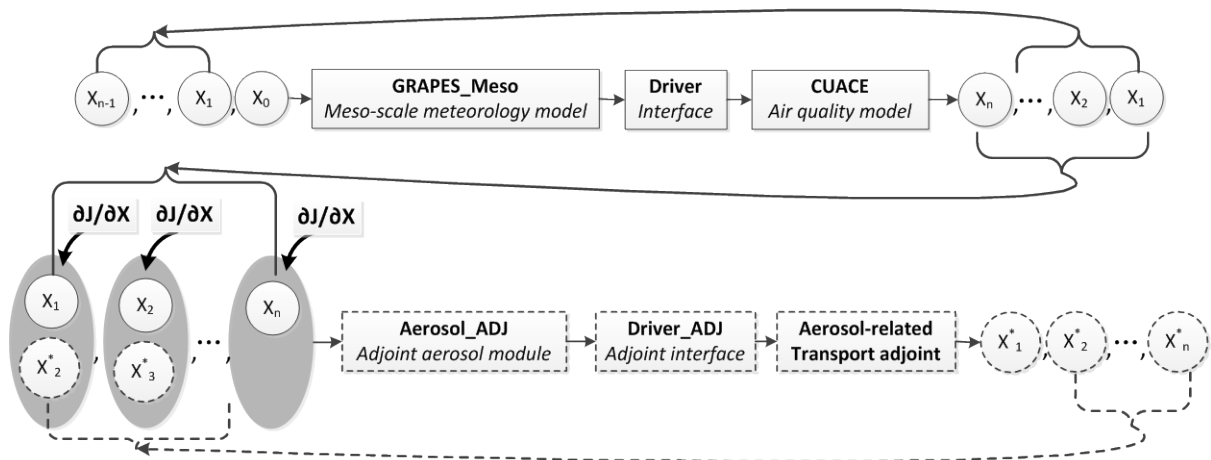 Xn-1 , ... , X1 , X0
GRAPES_Meso
Meso-scale meteorology model
Driver
Interface
CUACE
Air quality model
Xn , ... , X2 , X1
∂J/∂X ∂J/∂X ∂J/∂X
X1 X2 Xn
X*2 , X*3 , ... ,
Aerosol_ADJ
Adjoint aerosol module
Driver_ADJ
Adjoint interface
Aerosol-related
Transport adjoint
X*1 , X*2 , ... , X*n